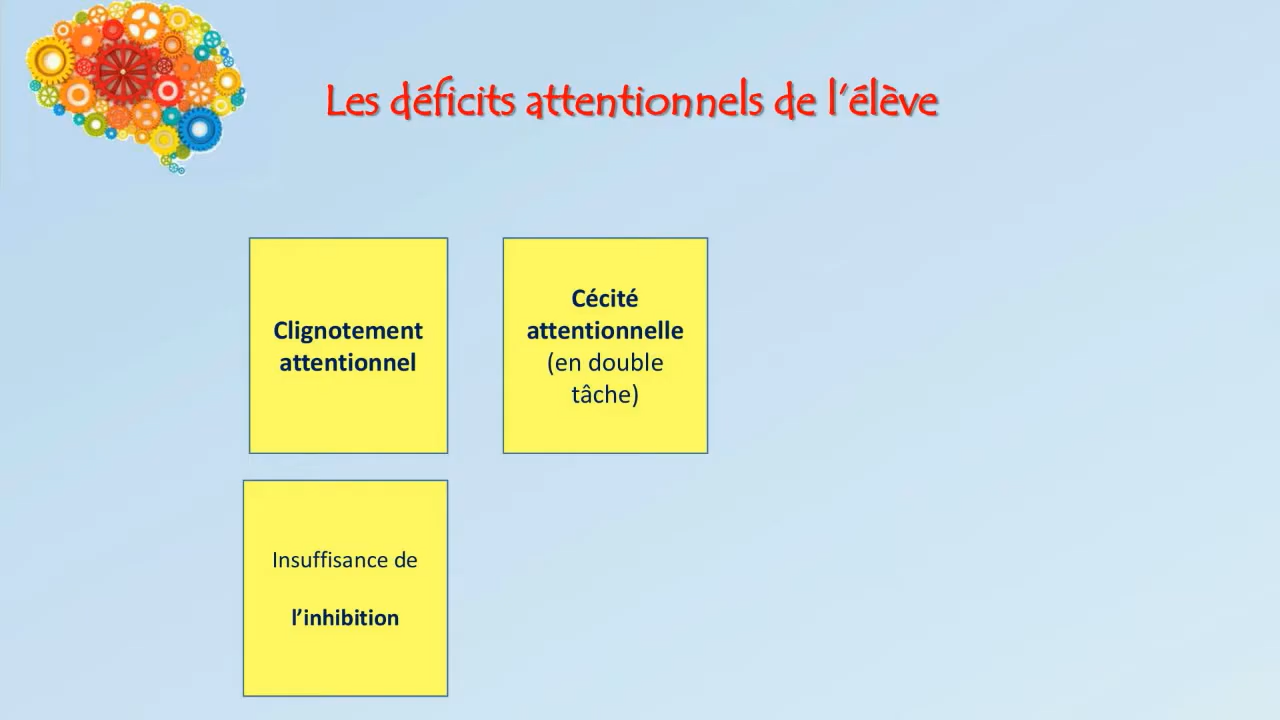 Les déficits attentionnels de l’élève
Clignotement
attentionnel
Cécité
attentionnelle
(en double
tâche)
Insuffisance de
l’inhibition